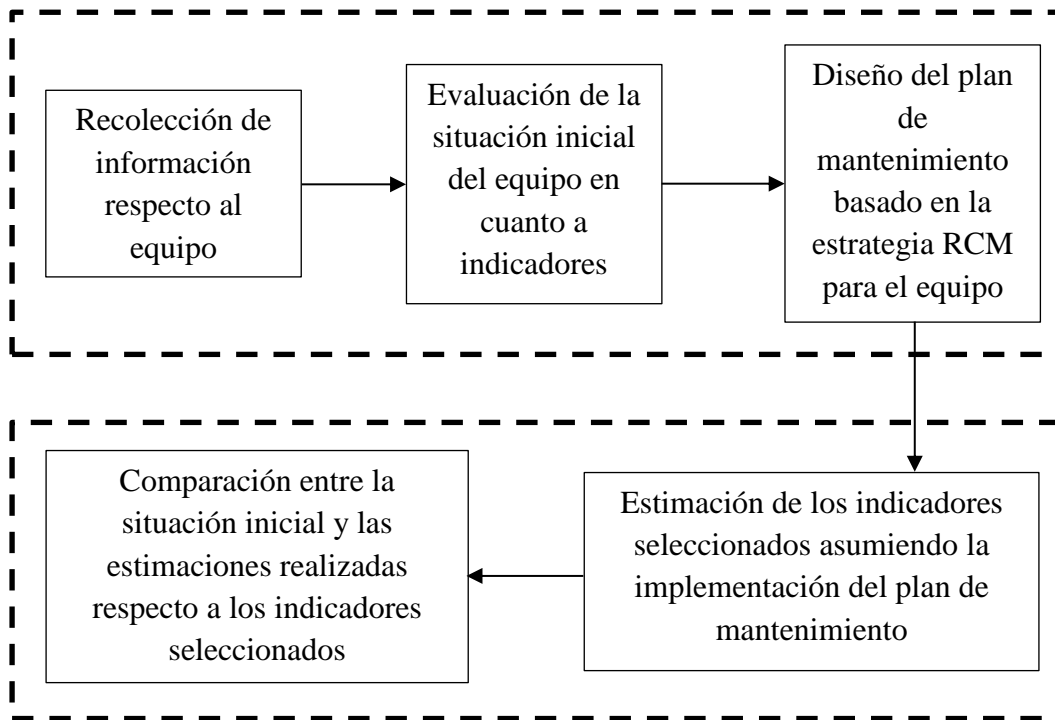 Recolección de
información
respecto al
equipo
Evaluación de la
situación inicial
del equipo en
cuanto a
indicadores
Diseño del plan
de
mantenimiento
basado en la
estrategia RCM
para el equipo
Estimación de los indicadores
seleccionados asumiendo la
implementación del plan de
mantenimiento
Comparación entre la
situación inicial y las
estimaciones realizadas
respecto a los indicadores
seleccionados